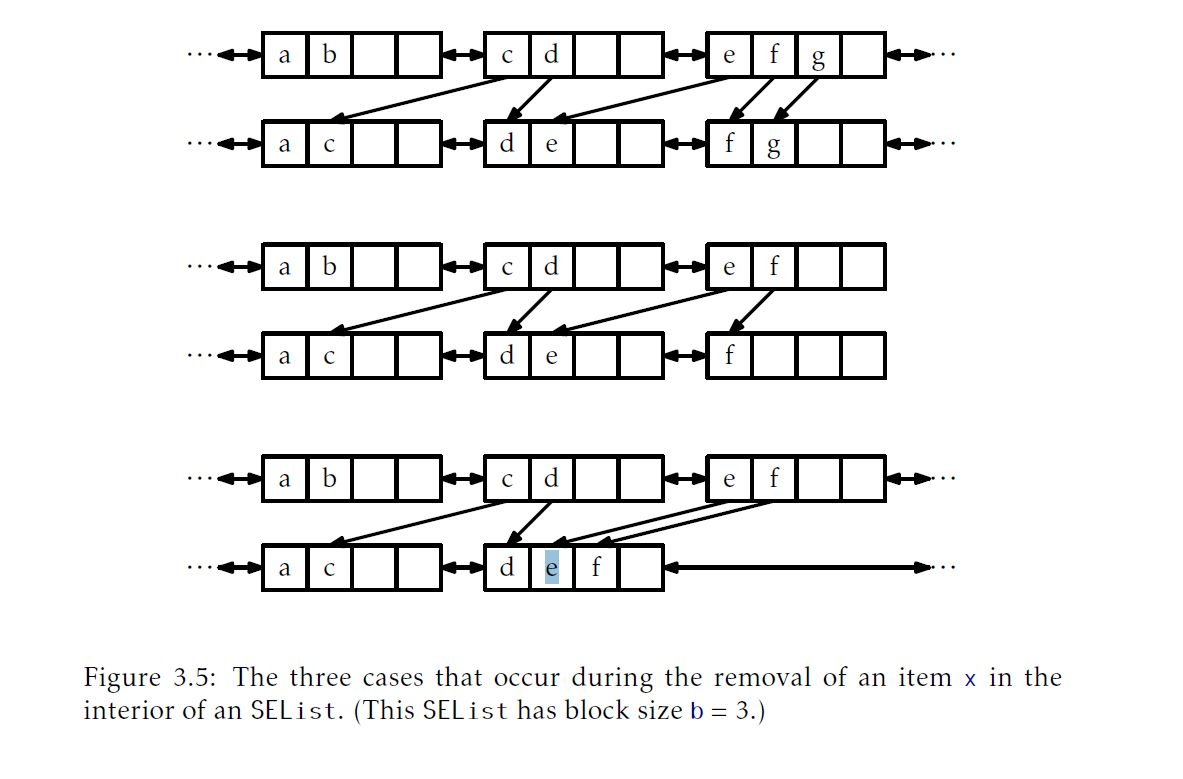 ··· a b c d e f g ···
··· a c d e f g ···
··· a b c d e f
··· a c d e f
··· a b c d e f ···
··· a c d e f ···
Figure 3.5: The three cases that occur during the removal of an item x in the
interior of an SEList. (This SEList has block size b = 3.)